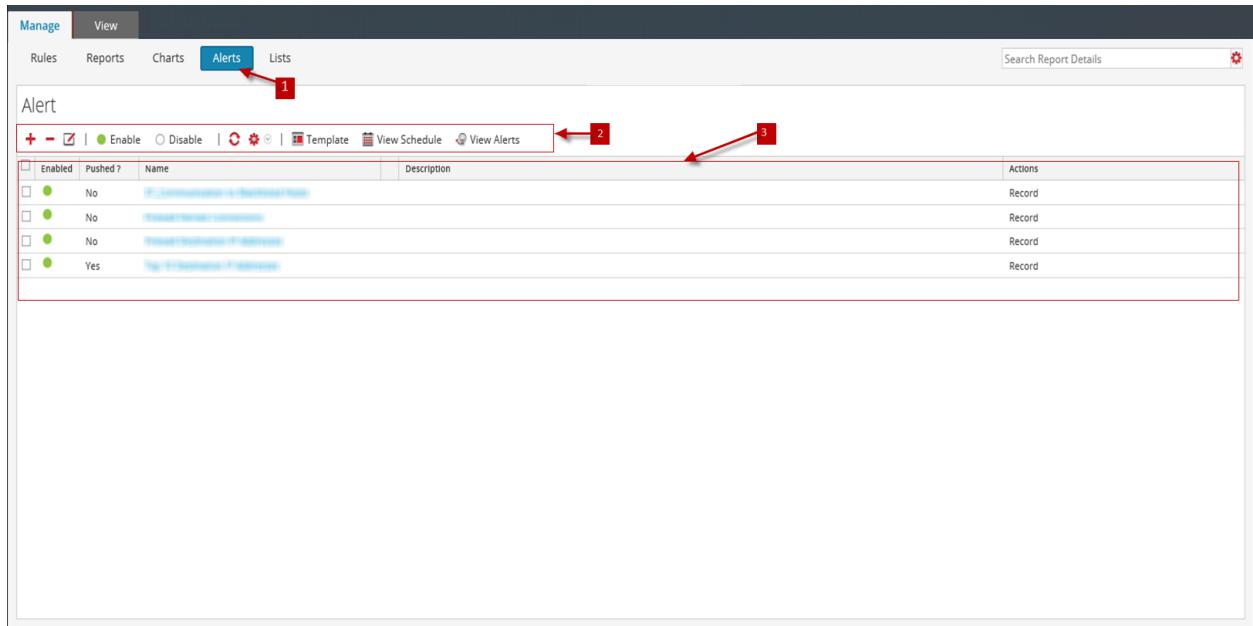 Manage View
Rules Reports Charts Alerts Lists Search Report Details
1
Alert
Enable Disable Template View Schedule View Alerts 2 3
Enabled Pushed ? Name Description Actions
No Record
No Record
No Record
Yes Record